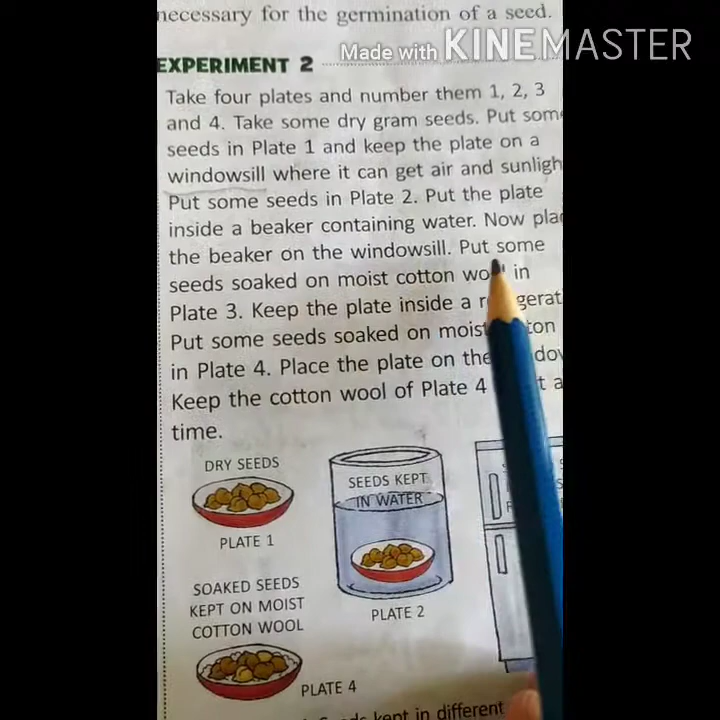 necessary for the germination of a seed.
Made with KINEMASTER
EXPERIMENT 2
Take four plates and number them 1, 2, 3
and 4. Take some dry gram seeds. Put som
seeds in Plate 1 and keep the plate on a
windowsill where it can get air and sunligh
Put some seeds in Plate 2. Put the plate
inside a beaker containing water. Now plac
the beaker on the windowsill. Put some
seeds soaked on moist cotton in
Plate 3. Keep the plate inside a
Put some seeds soaked on moist
in Plate 4. Place the plate on the
Keep the cotton wool of Plate 4
time.
DRY SEEDS
PLATE 1
SEEDS KEPT
IN WATER
PLATE 2
SOAKED SEEDS
KEPT ON MOIST
COTTON WOOL
PLATE 4
kept in different